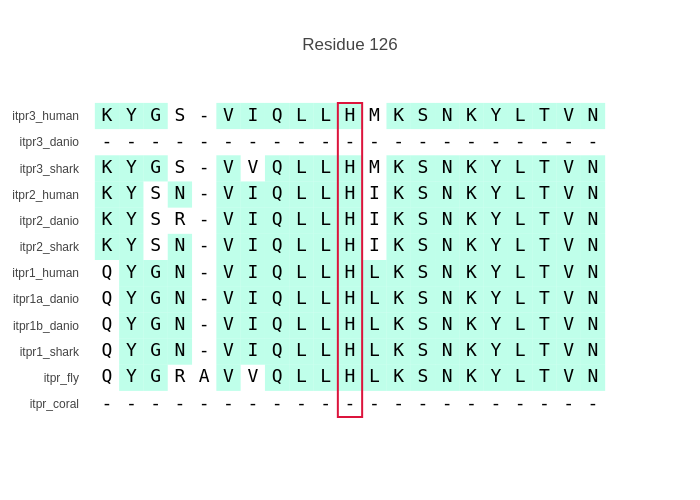 Residue 126
itpr3_human K Y G S - V I Q L L H M K S N K Y L T V N
itpr3_danio - - - - - - - - - - - - - - - - - - - - -
itpr3_shark K Y G S - V V Q L L H M K S N K Y L T V N
itpr2_human K Y S N - V I Q L L H I K S N K Y L T V N
itpr2_danio K Y S R - V I Q L L H I K S N K Y L T V N
itpr2_shark K Y S N - V I Q L L H I K S N K Y L T V N
itpr1_human Q Y G N - V I Q L L H L K S N K Y L T V N
itpr1a_danio Q Y G N - V I Q L L H L K S N K Y L T V N
itpr1b_danio Q Y G N - V I Q L L H L K S N K Y L T V N
itpr1_shark Q Y G N - V I Q L L H L K S N K Y L T V N
itpr_fly Q Y G R A V V Q L L H L K S N K Y L T V N
itpr_coral - - - - - - - - - - - - - - - - - - - - -